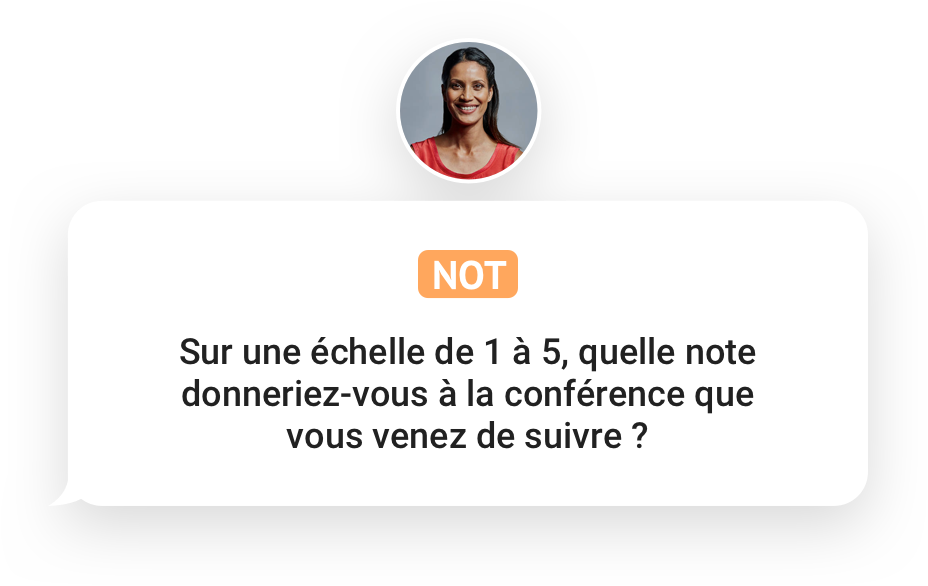 NOT
Sur une échelle de 1 à 5, quelle note
donneriez-vous à la conférence que
vous venez de suivre ?